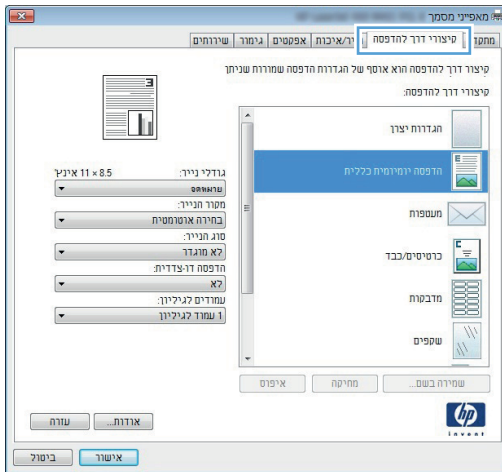 מאפייני מסמך
קיצורי דרך להדפסה
נייר/איכות
אפקטים
גימור
שירותים
קיצור דרך להדפסה הוא אוסף של הגדרות הדפסה שמורות שניתן
קיצורי דרך להדפסה:
הגדרות יצרן
הדפסה יומיומית כללית
מעטפות
כרטיסים/כבד
מדבקות
שקפים
שמירה בשם...
מחיקה
איפוס
גודלי נייר:
8.5 × 11 אינץ'
מקור הנייר:
בחירה אוטומטית
סוג הנייר:
לא מוגדר
הדפסה דו-צדדית:
לא
עמודים לגיליון:
1 עמוד לגיליון
hp
invent
אודות...
עזרה
אישור
ביטול